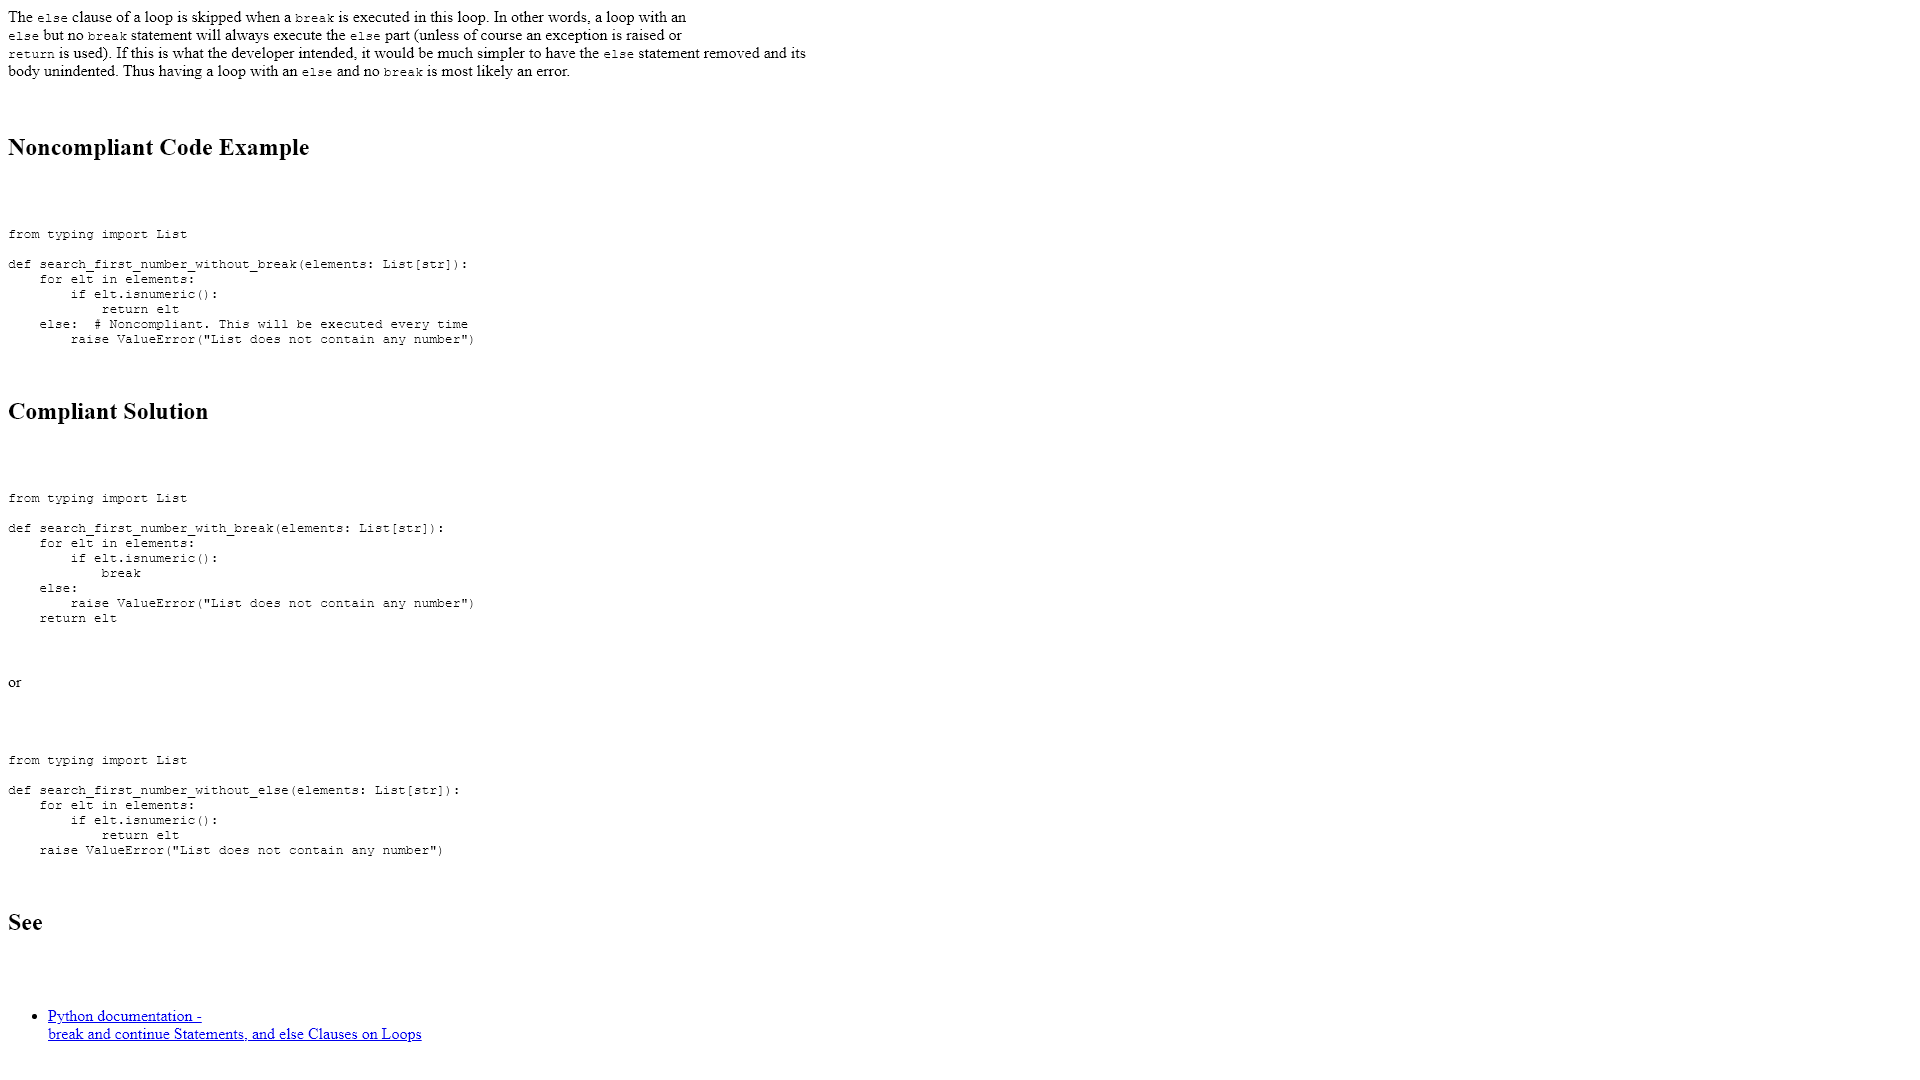 The else clause of a loop is skipped when a break is executed in this loop. In other words, a loop with an
else but no break statement will always execute the else part (unless of course an exception is raised or
return is used). If this is what the developer intended, it would be much simpler to have the else statement removed and its
body unindented. Thus having a loop with an else and no break is most likely an error.
Noncompliant Code Example
from typing import List
def search_first_number_without_break(elements: List[str]):
    for elt in elements:
        if elt.isnumeric():
            return elt
    else:  # Noncompliant. This will be executed every time
        raise ValueError("List does not contain any number")
Compliant Solution
from typing import List
def search_first_number_with_break(elements: List[str]):
    for elt in elements:
        if elt.isnumeric():
            break
    else:
        raise ValueError("List does not contain any number")
    return elt
or
from typing import List
def search_first_number_without_else(elements: List[str]):
    for elt in elements:
        if elt.isnumeric():
            return elt
    raise ValueError("List does not contain any number")
See
• Python documentation -
break and continue Statements, and else Clauses on Loops